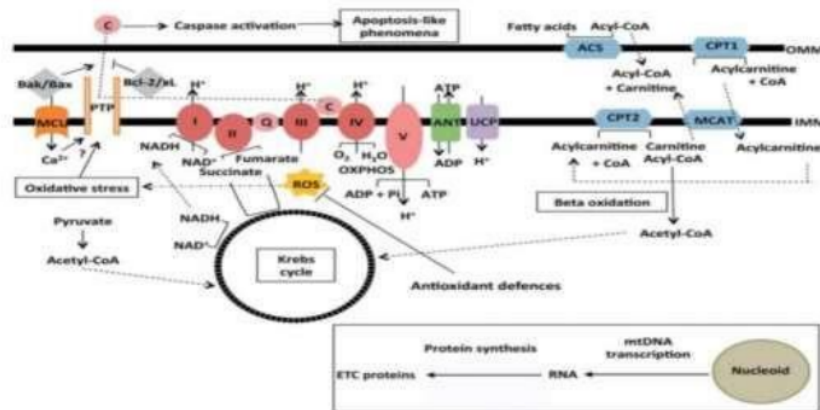 C
Caspase activation
Apoptosis-like
phenomena
Fatty acids
Acyl-CoA
ACS
CPT1
OMM
Bak/Bax
Bcl-2/xL
PTP
MCU
Ca²⁺
?
H⁺
H⁺
H⁺
ATP
Acyl-CoA
+ Carnitine
Acylcarnitine
+ CoA
I
II
Q
III
C
IV
V
ANT
UCP
CPT2
MCAT
IMM
NADH
NAD⁺
Fumarate
Succinate
O₂
H₂O
OXPHOS
ADP
H⁺
Acylcarnitine
+ CoA
Carnitine
Acyl-CoA
Acylcarnitine
Oxidative stress
ROS
ADP + Pi
ATP
H⁺
Beta oxidation
Pyruvate
NADH
NAD⁺
Acetyl-CoA
Acetyl-CoA
Krebs
cycle
Antioxidant defences
Protein synthesis
mtDNA
transcription
ETC proteins
RNA
Nucleoid